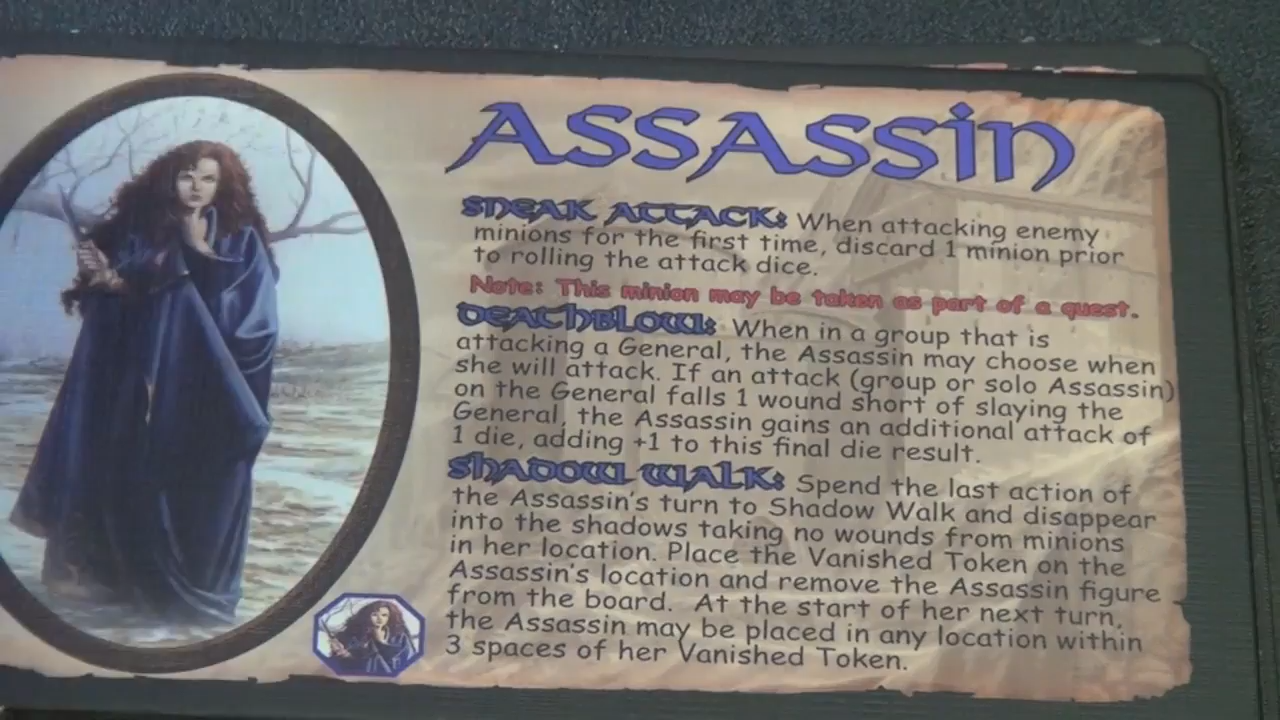 ASSASSIN
SNEAK ATTACK: When attacking enemy
minions for the first time, discard 1 minion prior
to rolling the attack dice.
Note: This minion may be taken as part of a quest.
DEATHBLOW: When in a group that is
attacking a General, the Assassin may choose when
she will attack. If an attack (group or solo Assassin)
on the General falls 1 wound short of slaying the
General, the Assassin gains an additional attack of
1 die, adding +1 to this final die result.
SHADOW WALK: Spend the last action of
the Assassin's turn to Shadow Walk and disappear
into the shadows taking no wounds from minions
in her location. Place the Vanished Token on the
Assassin's location and remove the Assassin figure
from the board. At the start of her next turn,
the Assassin may be placed in any location within
3 spaces of her Vanished Token.